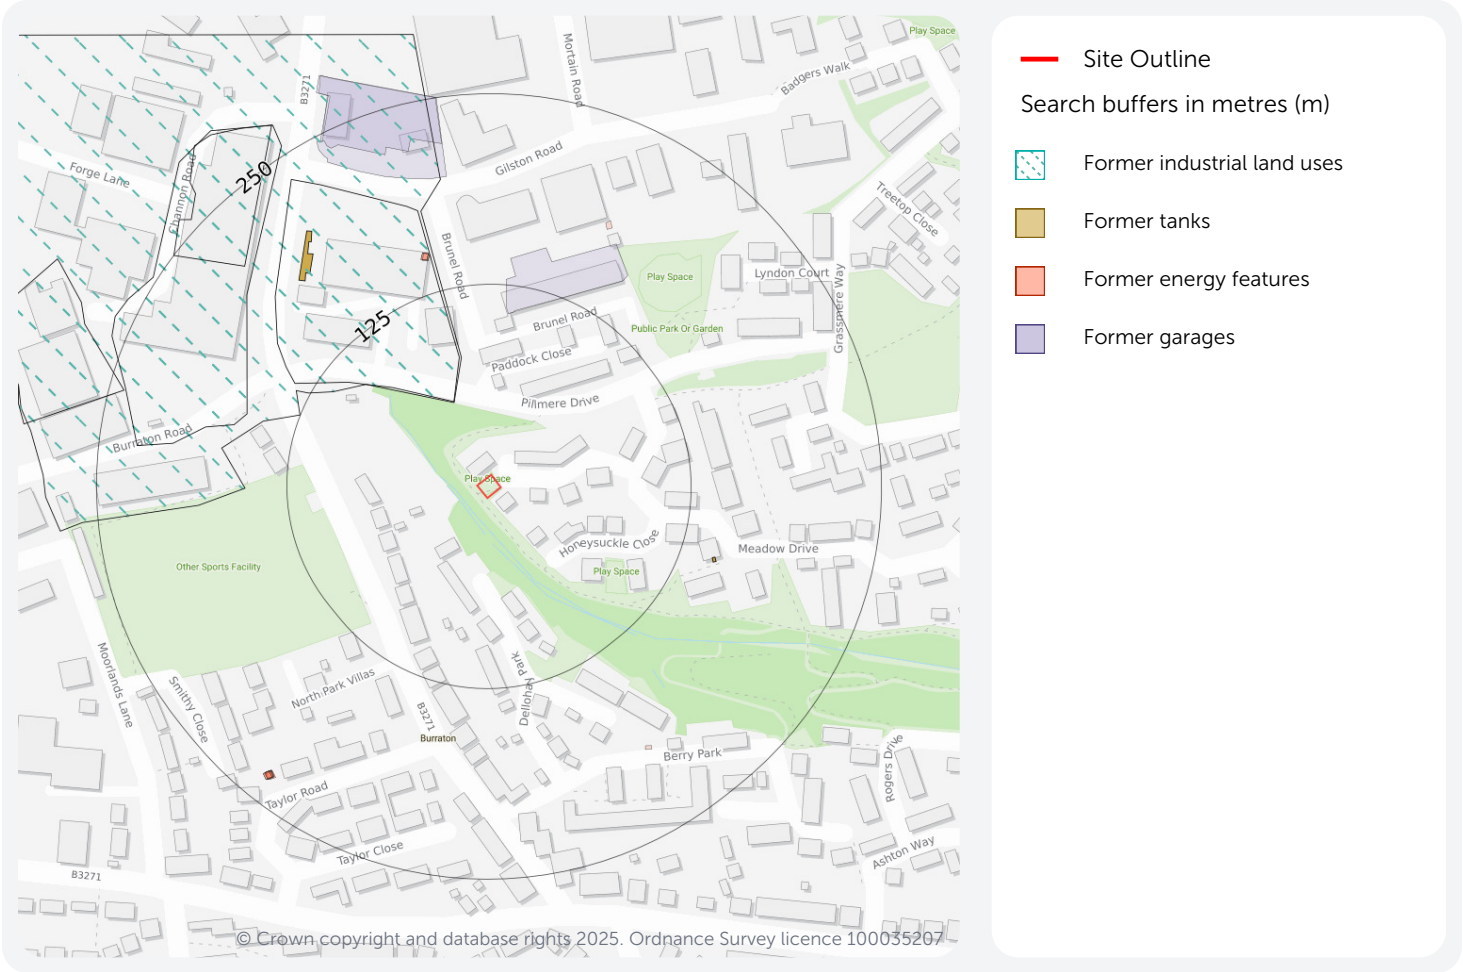 Play Space
Mortain Road
Badgers Walk
B3271
Gilston Road
Forge Lane
Channon Road
250
Treetop Close
Brunel Road
Play Space
Lyndon Court
Grassmere Way
125
Brunel Road
Public Park Or Garden
Paddock Close
Pillmere Drive
Burraton Road
Play Space
Honeysuckle Close
Meadow Drive
Other Sports Facility
Play Space
Moorlands Lane
Smithy Close
North Park Villas
Dellohay Park
B3271
Burraton
Berry Park
Rogers Drive
Taylor Road
Taylor Close
Ashton Way
B3271
© Crown copyright and database rights 2025. Ordnance Survey licence 100035207.
Site Outline
Search buffers in metres (m)
Former industrial land uses
Former tanks
Former energy features
Former garages